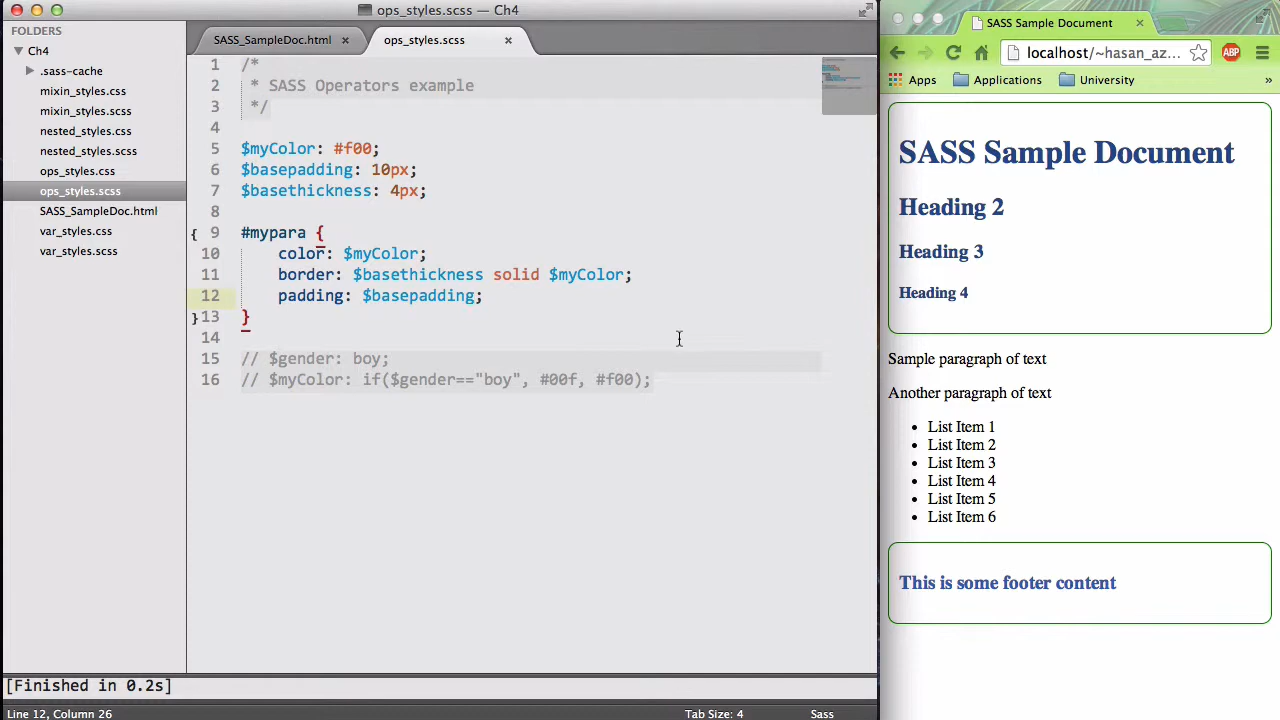 ops_styles.scss — Ch4
FOLDERS
Ch4
.sass-cache
mixin_styles.css
mixin_styles.scss
nested_styles.css
nested_styles.scss
ops_styles.css
ops_styles.scss
SASS_SampleDoc.html
var_styles.css
var_styles.scss
SASS_SampleDoc.html ×
ops_styles.scss ×
1 /*
2  * SASS Operators example
3  */
4
5 $myColor: #f00;
6 $basepadding: 10px;
7 $basethickness: 4px;
8
{ 9 #mypara {
10     color: $myColor;
11     border: $basethickness solid $myColor;
12     padding: $basepadding;
} 13 }
14
15 // $gender: boy;
16 // $myColor: if($gender=="boy", #00f, #f00);
[Finished in 0.2s]
Line 12, Column 26
Tab Size: 4
Sass
SASS Sample Document ×
localhost/~hasan_az...
ABP
Apps
Applications
University
»
SASS Sample Document
Heading 2
Heading 3
Heading 4
Sample paragraph of text
Another paragraph of text
• List Item 1
• List Item 2
• List Item 3
• List Item 4
• List Item 5
• List Item 6
This is some footer content